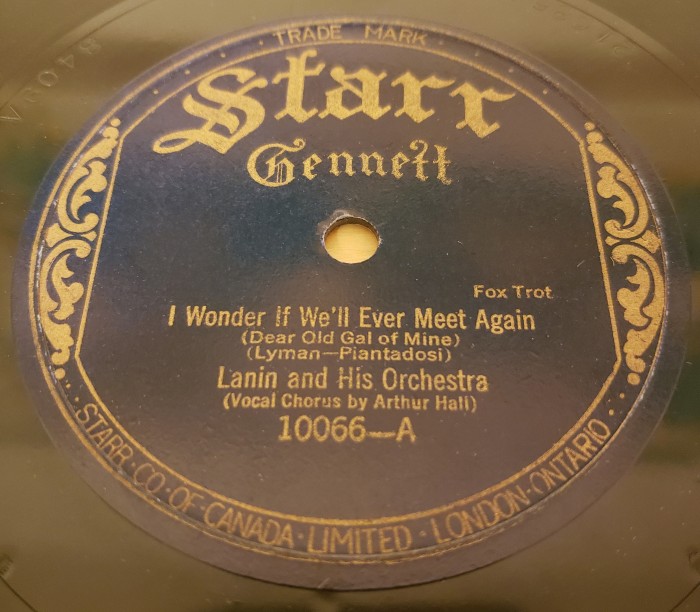 TRADE MARK
Starr
Gennett
Fox Trot
I Wonder If We'll Ever Meet Again
(Dear Old Gal of Mine)
(Lyman—Piantadosi)
Lanin and His Orchestra
(Vocal Chorus by Arthur Hall)
10066—A
STARR·CO·OF·CANADA·LIMITED·LONDON·ONTARIO